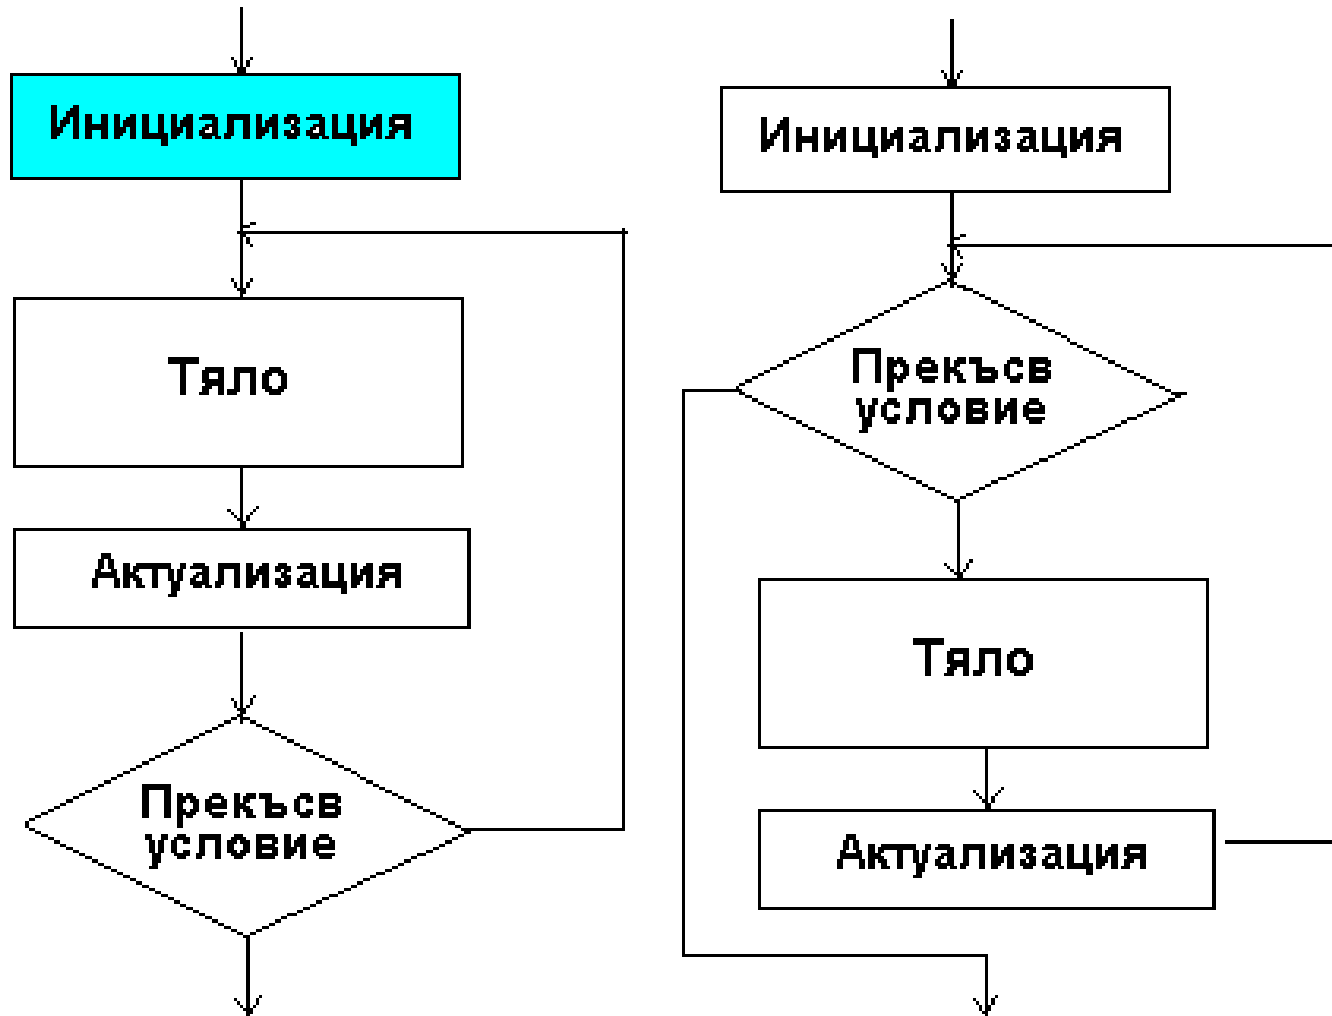 Инициализация
Тяло
Актуализация
Прекъсв
условие
Инициализация
Прекъсв
условие
Тяло
Актуализация